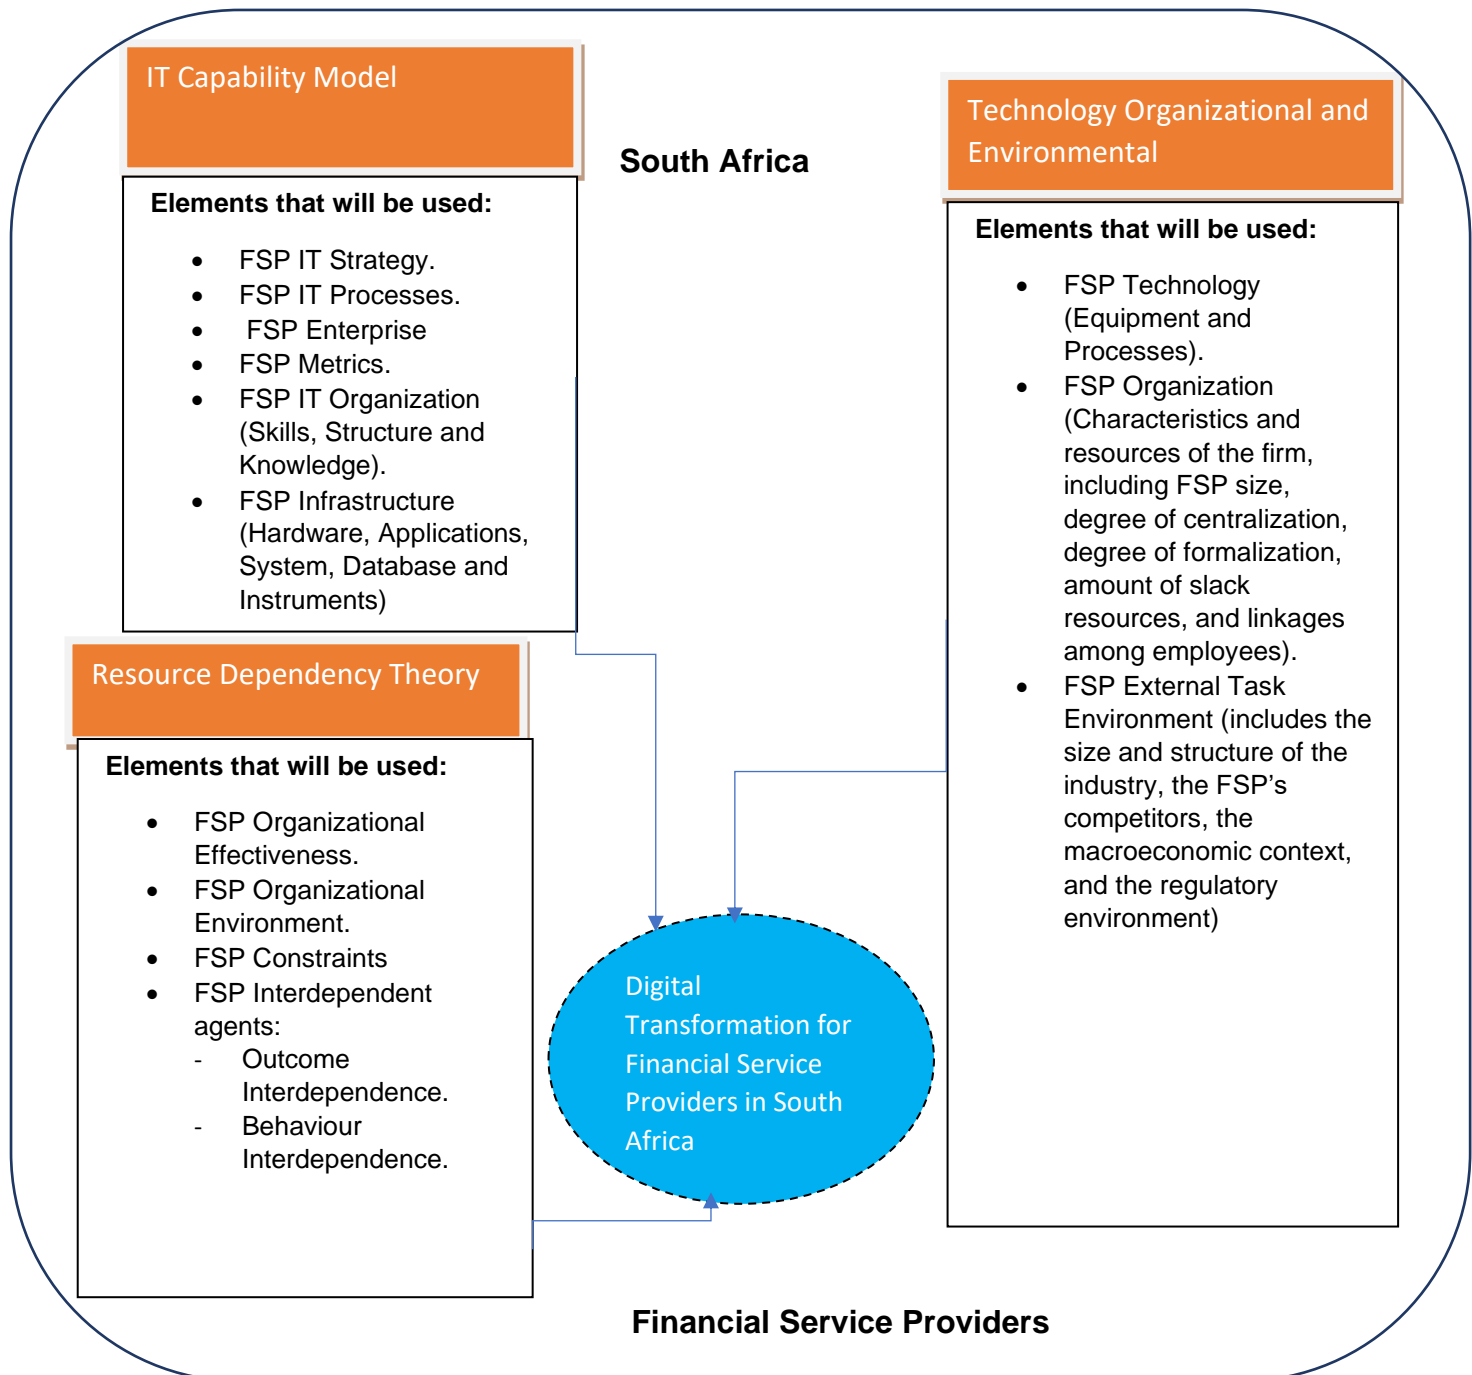 IT Capability Model
South Africa
Elements that will be used:
• FSP IT Strategy.
• FSP IT Processes.
• FSP Enterprise
• FSP Metrics.
• FSP IT Organization
(Skills, Structure and
Knowledge).
• FSP Infrastructure
(Hardware, Applications,
System, Database and
Instruments)
Technology Organizational and
Environmental
Elements that will be used:
• FSP Technology
(Equipment and
Processes).
• FSP Organization
(Characteristics and
resources of the firm,
including FSP size,
degree of centralization,
degree of formalization,
amount of slack
resources, and linkages
among employees).
• FSP External Task
Environment (includes the
size and structure of the
industry, the FSP’s
competitors, the
macroeconomic context,
and the regulatory
environment)
Resource Dependency Theory
Elements that will be used:
• FSP Organizational
Effectiveness.
• FSP Organizational
Environment.
• FSP Constraints
• FSP Interdependent
agents:
- Outcome
Interdependence.
- Behaviour
Interdependence.
Digital
Transformation for
Financial Service
Providers in South
Africa
Financial Service Providers